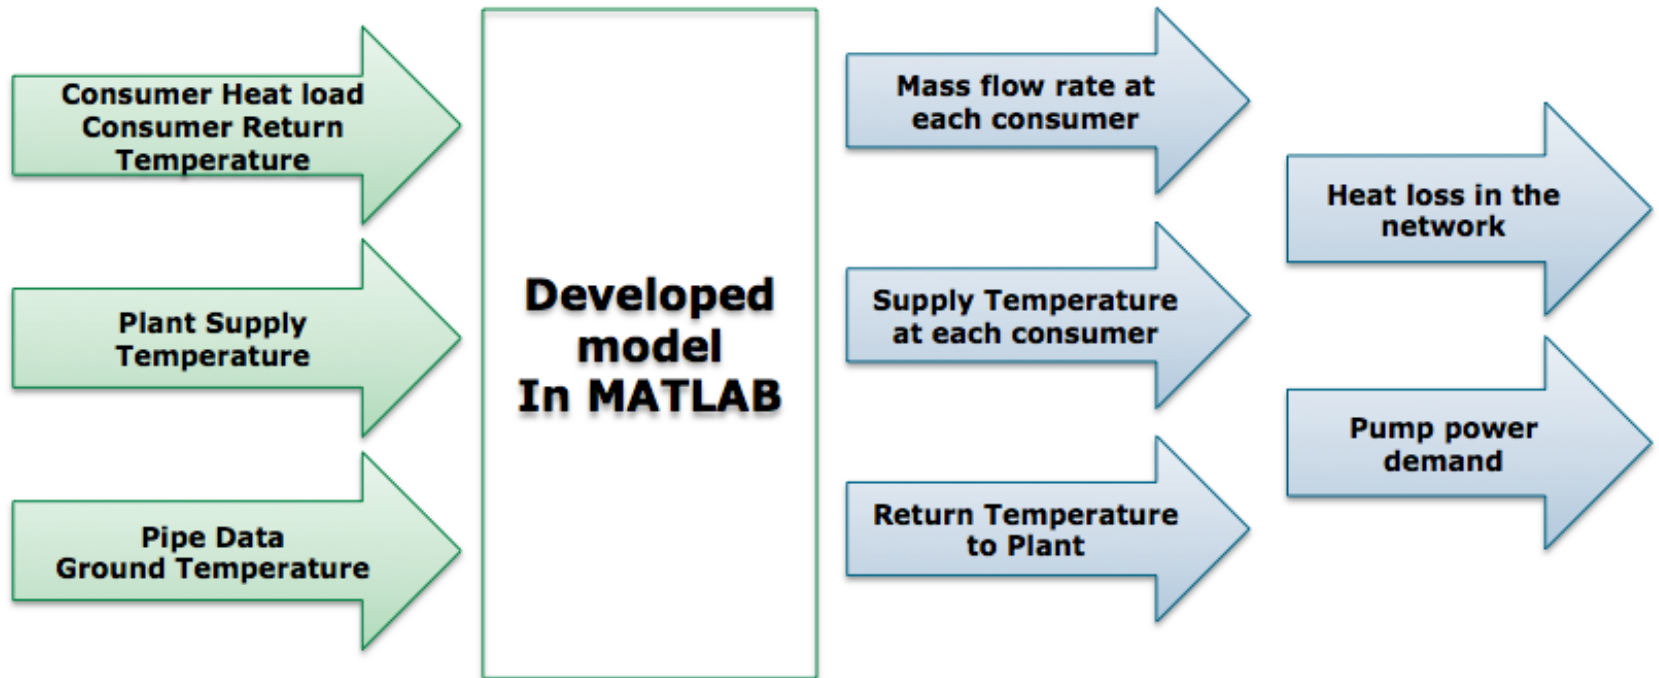 Consumer Heat load
Consumer Return
Temperature
Plant Supply
Temperature
Pipe Data
Ground Temperature
Developed
model
In MATLAB
Mass flow rate at
each consumer
Supply Temperature
at each consumer
Return Temperature
to Plant
Heat loss in the
network
Pump power
demand